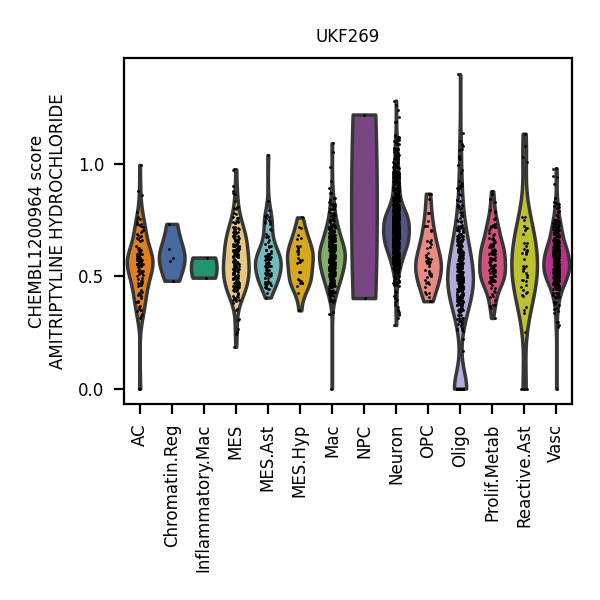 UKF269
CHEMBL1200964 score
AMITRIPTYLINE HYDROCHLORIDE
1.0
0.5
0.0
AC
Chromatin.Reg
Inflammatory.Mac
MES
MES.Ast
MES.Hyp
Mac
NPC
Neuron
OPC
Oligo
Prolif.Metab
Reactive.Ast
Vasc